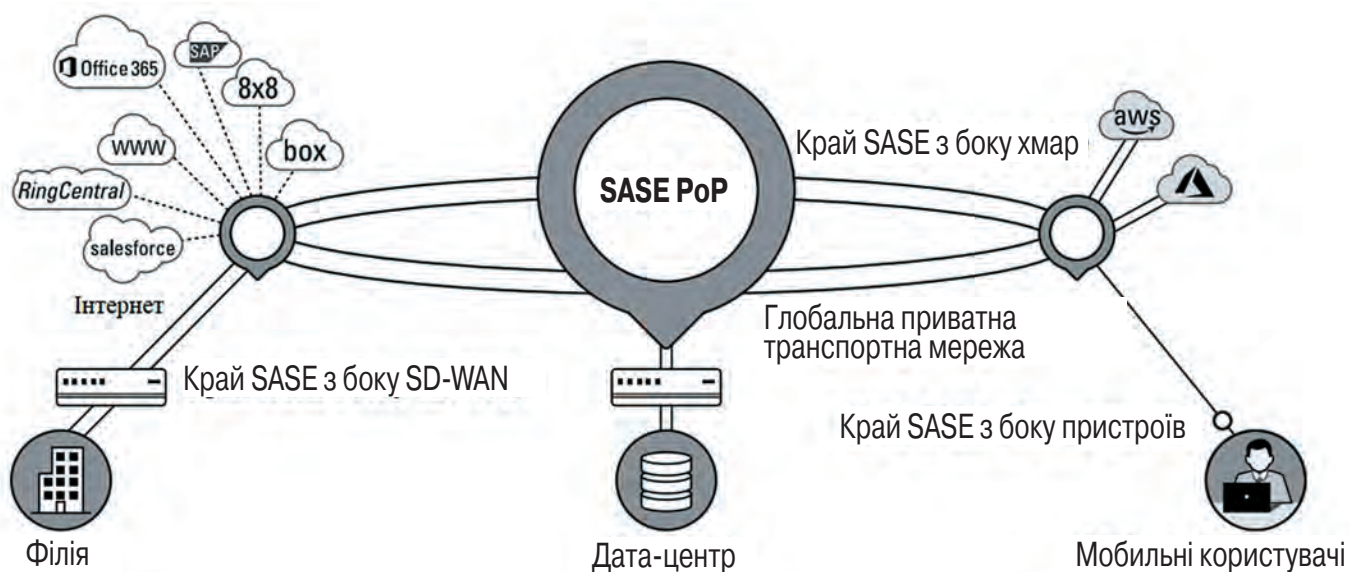 Office 365
SAP
8x8
www
box
RingCentral
salesforce
Інтернет
SASE PoP
Край SASE з боку хмар
aws
Глобальна приватна
транспортна мережа
Край SASE з боку SD-WAN
Край SASE з боку пристроїв
Філія
Дата-центр
Мобильні користувачі